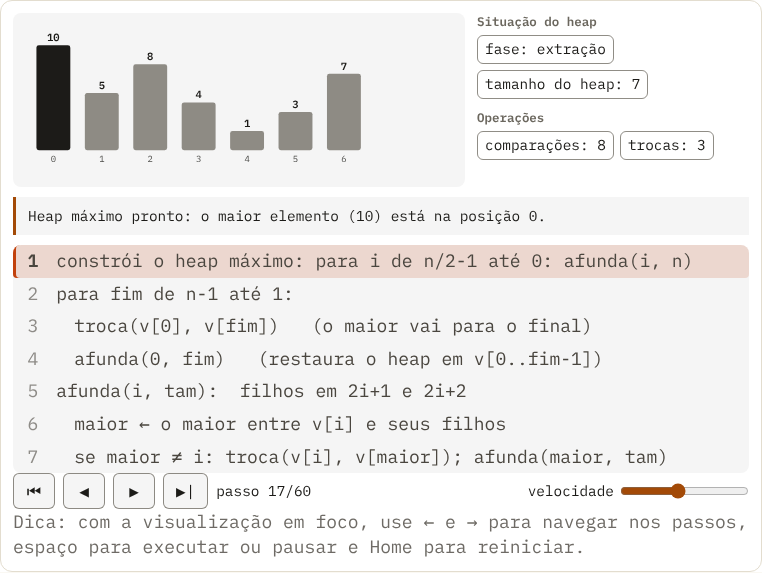 10
5
8
4
1
3
7
0
1
2
3
4
5
6
Situação do heap
fase: extração
tamanho do heap: 7
Operações
comparações: 8
trocas: 3
Heap máximo pronto: o maior elemento (10) está na posição 0.
1 constrói o heap máximo: para i de n/2-1 até 0: afunda(i, n)
2 para fim de n-1 até 1:
3 troca(v[0], v[fim]) (o maior vai para o final)
4 afunda(0, fim) (restaura o heap em v[0..fim-1])
5 afunda(i, tam): filhos em 2i+1 e 2i+2
6 maior ← o maior entre v[i] e seus filhos
7 se maior ≠ i: troca(v[i], v[maior]); afunda(maior, tam)
passo 17/60
velocidade
Dica: com a visualização em foco, use ← e → para navegar nos passos,
espaço para executar ou pausar e Home para reiniciar.